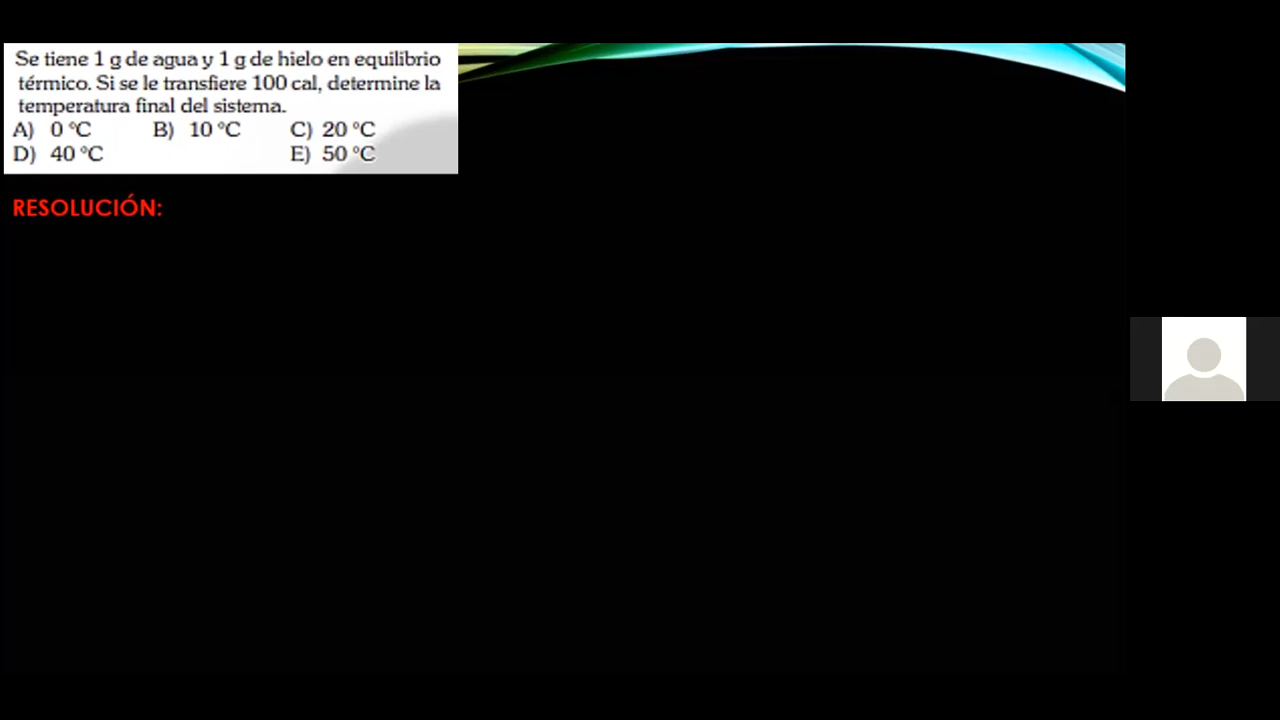 Se tiene 1 g de agua y 1 g de hielo en equilibrio
térmico. Si se le transfiere 100 cal, determine la
temperatura final del sistema.
A) 0 °C B) 10 °C C) 20 °C
D) 40 °C E) 50 °C
RESOLUCIÓN: